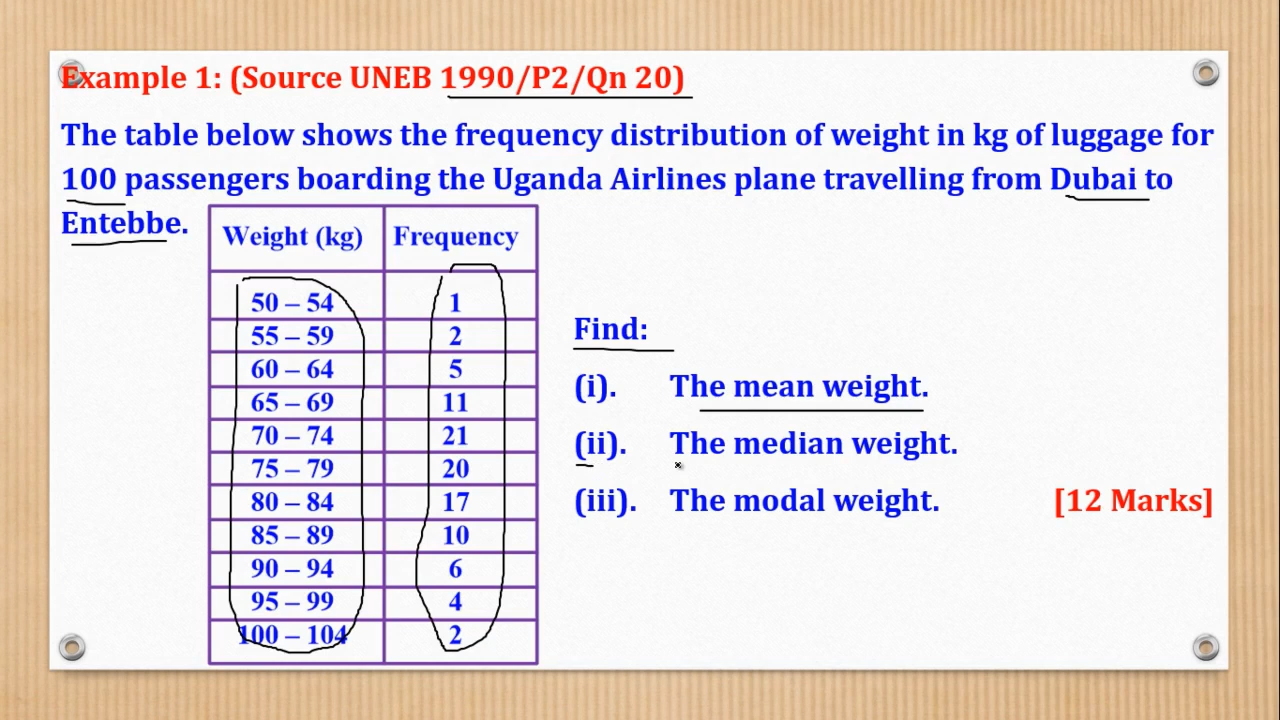 Example 1: (Source UNEB 1990/P2/Qn 20)
The table below shows the frequency distribution of weight in kg of luggage for
100 passengers boarding the Uganda Airlines plane travelling from Dubai to
Entebbe.
Weight (kg) Frequency
50 – 54 1
55 – 59 2
60 – 64 5
65 – 69 11
70 – 74 21
75 – 79 20
80 – 84 17
85 – 89 10
90 – 94 6
95 – 99 4
100 – 104 2
Find:
(i). The mean weight.
(ii). The median weight.
(iii). The modal weight. [12 Marks]